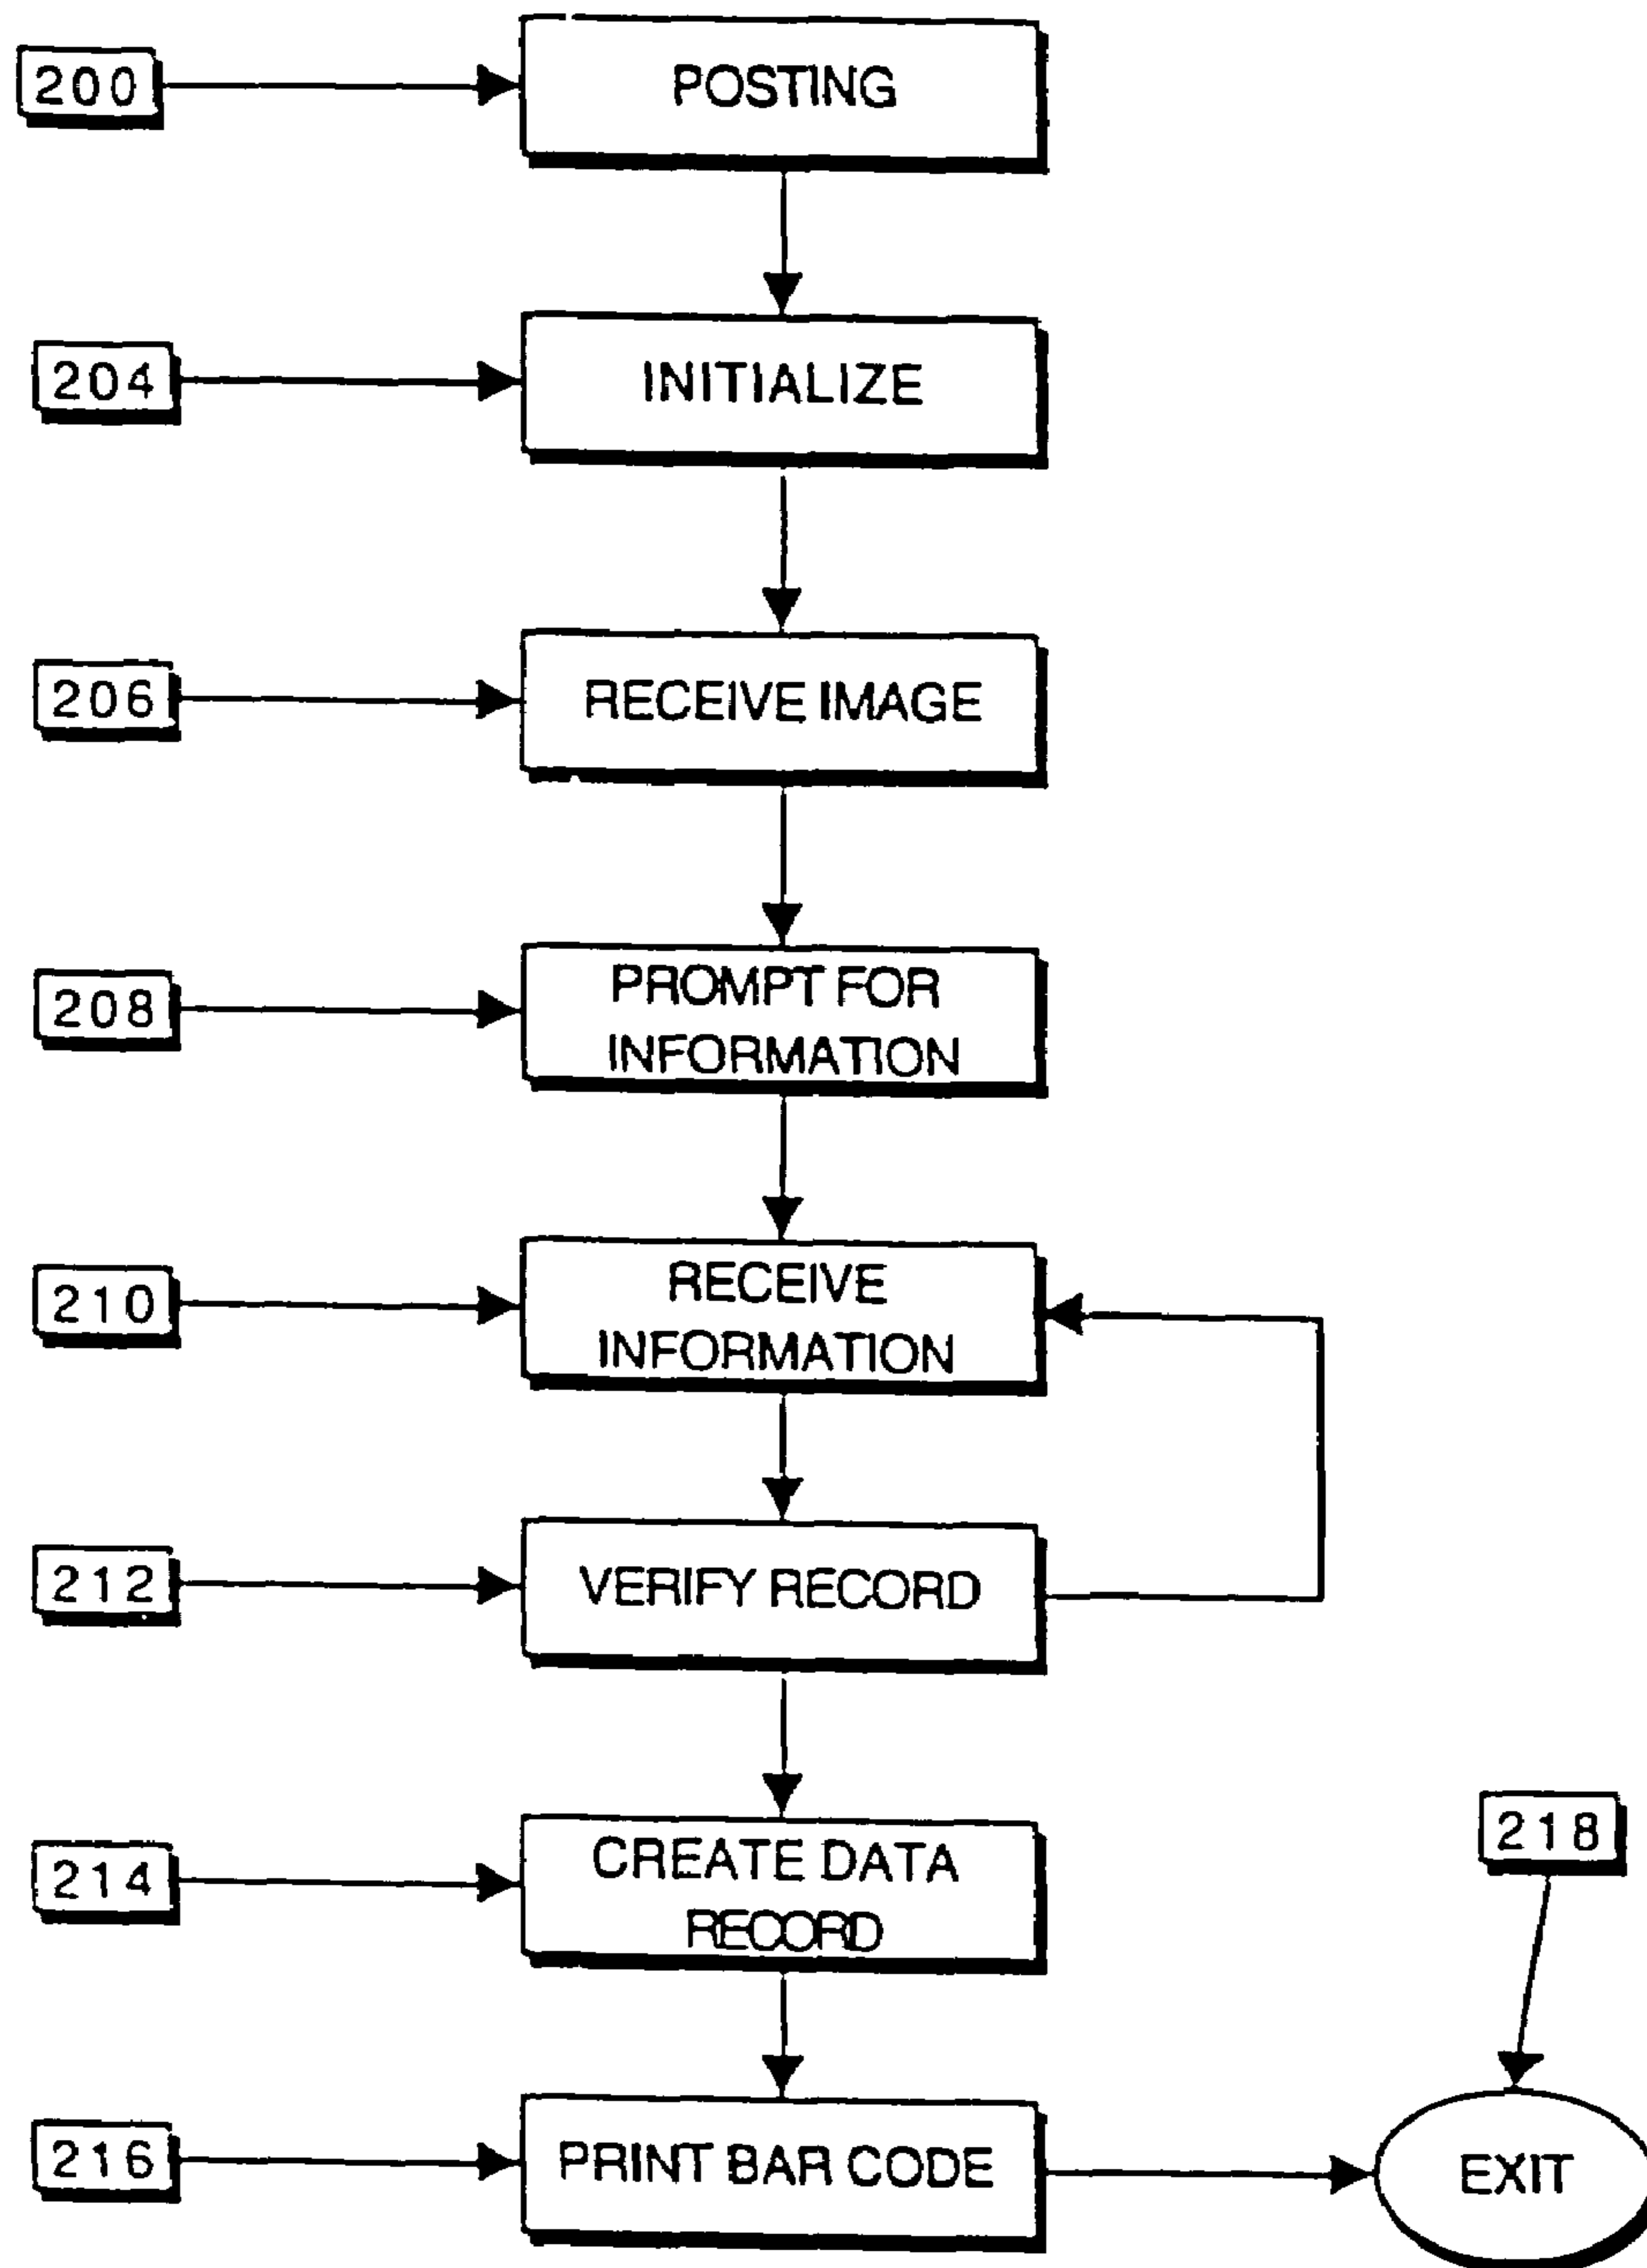 200
POSTING
204
INITIALIZE
206
RECEIVE IMAGE
208
PROMPT FOR
INFORMATION
210
RECEIVE
INFORMATION
212
VERIFY RECORD
214
CREATE DATA
RECORD
218
216
PRINT BAR CODE
EXIT